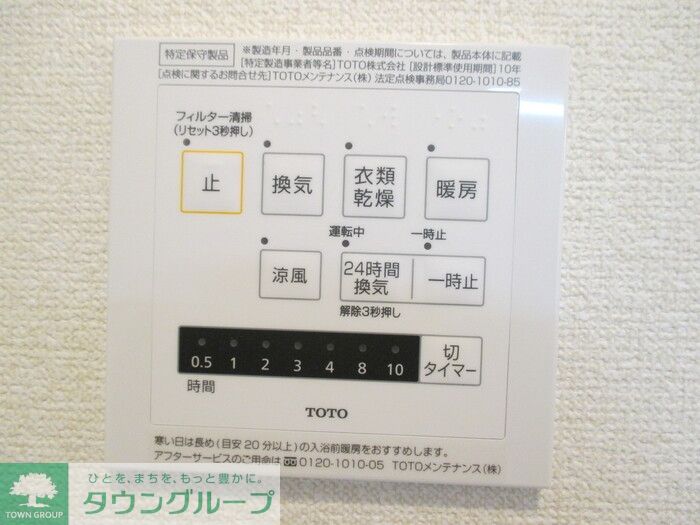 特定保守製品 ※製造年月・製品品番・点検期間については、製品本体に記載
[特定製造事業者等名]TOTO株式会社 [設計標準使用期間]10年
[点検に関するお問合せ先]TOTOメンテナンス(株) 法定点検事務局0120-1010-85
フィルター清掃
(リセット3秒押し)
止 換気 衣類乾燥 暖房
運転中 一時止
涼風 24時間換気 一時止
解除3秒押し
0.5 1 2 3 4 8 10 切タイマー
時間
TOTO
寒い日は長め(目安20分以上)の入浴前暖房をおすすめします。
アフターサービスのご用命は 0120-1010-05 TOTOメンテナンス(株)
ひとを、まちを、もっと豊かに。
タウングループ
TOWN GROUP